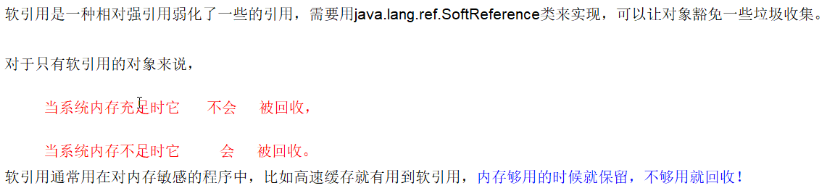 软引用是一种相对强引用弱化了一些的引用，需要用java.lang.ref.SoftReference类来实现，可以让对象豁免一些垃圾收集。
对于只有软引用的对象来说，
当系统内存充足时它 不会 被回收，
当系统内存不足时它 会 被回收。
软引用通常用在对内存敏感的程序中，比如高速缓存就有用到软引用，内存够用的时候就保留，不够用就回收！